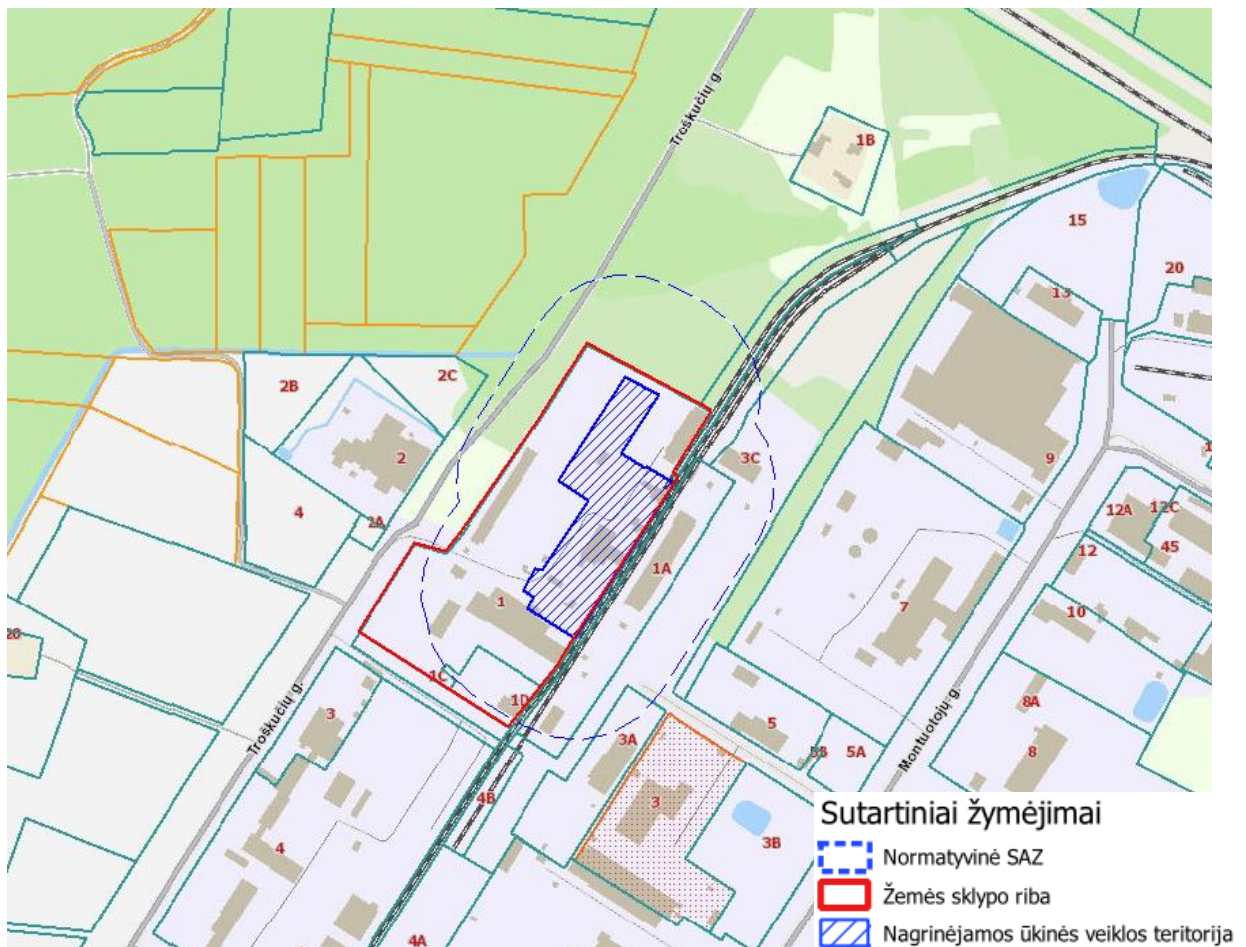 Troškučių g.
1B
15
20
13
2B
2C
2
3C
9
4
2A
12A
12C
45
1A
12
1
7
10
20
1C
1D
Troškučių g.
3
8A
5
3A
5B
5A
Montuotojų g.
8
4B
3
3B
4
4A
Sutartiniai žymėjimai
Normatyvinė SAZ
Žemės sklypo riba
Nagrinėjamos ūkinės veiklos teritorija